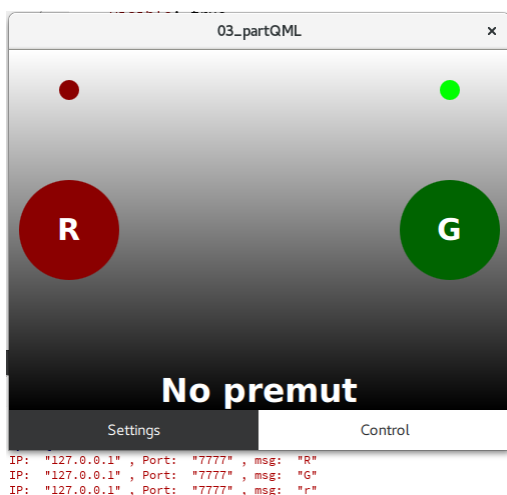 03_partQML ×
R G
No premut
Settings Control
IP: "127.0.0.1" , Port: "7777" , msg: "R"
IP: "127.0.0.1" , Port: "7777" , msg: "G"
IP: "127.0.0.1" , Port: "7777" , msg: "r"